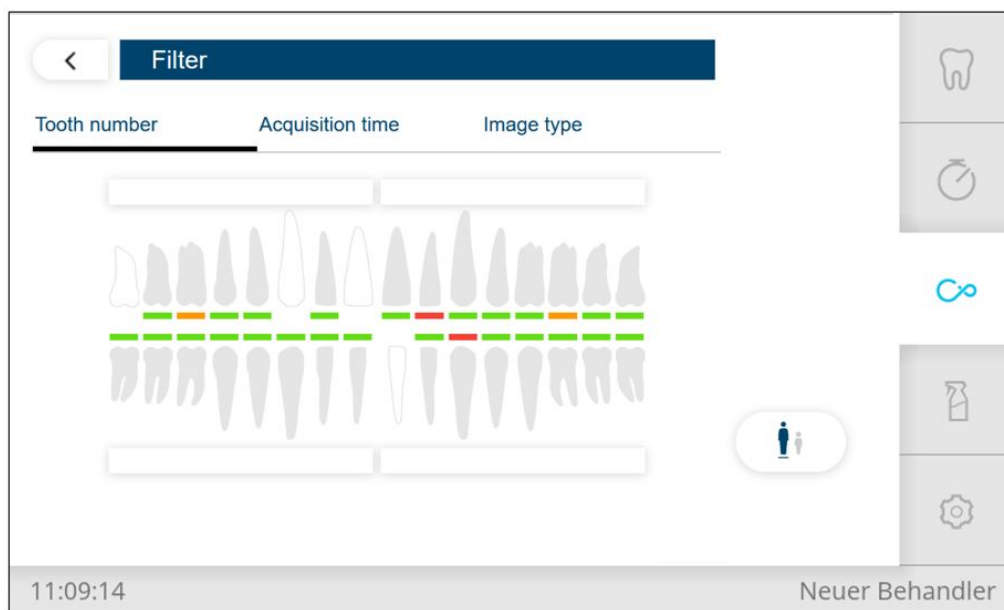 Filter
Tooth number
Acquisition time
Image type
11:09:14
Neuer Behandler